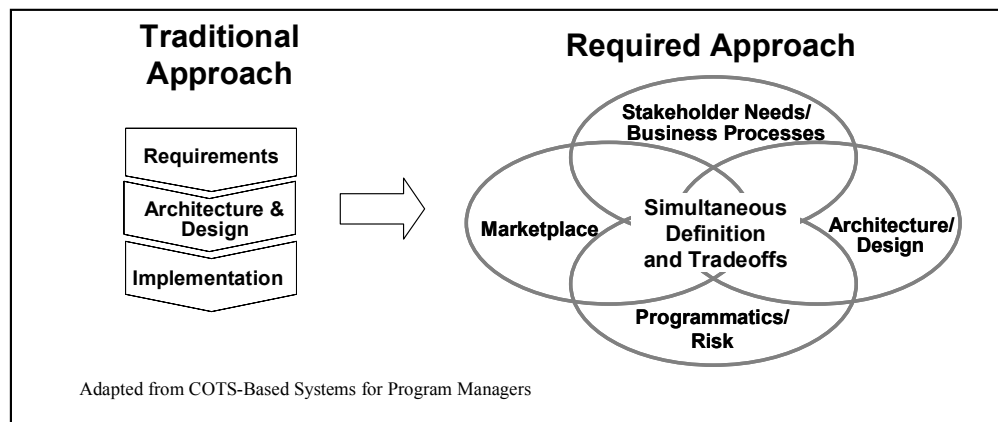 Traditional
Approach
Requirements
Architecture &
Design
Implementation
Required Approach
Stakeholder Needs/
Business Processes
Marketplace
Simultaneous
Definition
and Tradeoffs
Architecture/
Design
Programmatics/
Risk
Adapted from COTS-Based Systems for Program Managers